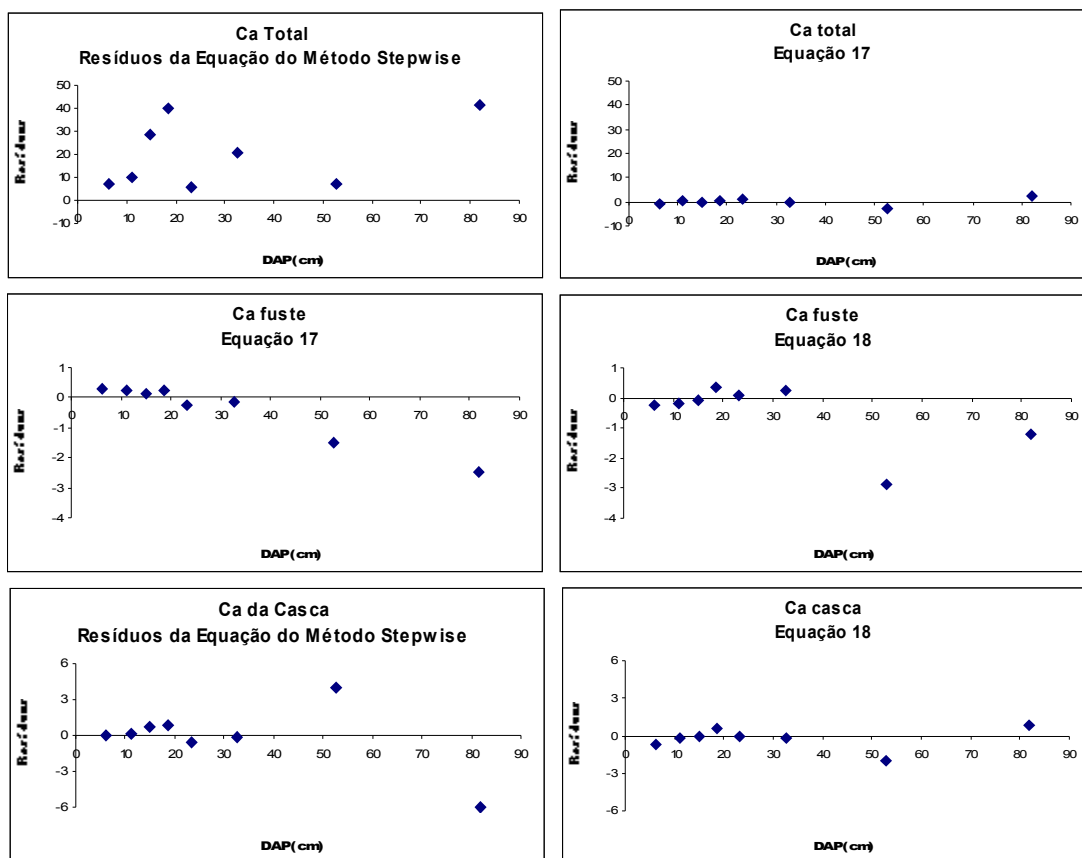 Ca Total
Resíduos da Equação do Método Stepwise
50
40
30
20
10
0
-10
0 10 20 30 40 50 60 70 80 90
Resíduos
DAP(cm)
Ca total
Equação 17
50
40
30
20
10
0
-10
0 10 20 30 40 50 60 70 80 90
Resíduos
DAP(cm)
Ca fuste
Equação 17
1
0
-1
-2
-3
-4
0 10 20 30 40 50 60 70 80 90
Resíduos
DAP(cm)
Ca fuste
Equação 18
1
0
-1
-2
-3
-4
0 10 20 30 40 50 60 70 80 90
Resíduos
DAP(cm)
Ca da Casca
Resíduos da Equação do Método Stepwise
6
3
0
-3
-6
0 10 20 30 40 50 60 70 80 90
Resíduos
DAP(cm)
Ca casca
Equação 18
6
3
0
-3
-6
0 10 20 30 40 50 60 70 80 90
Resíduos
DAP(cm)